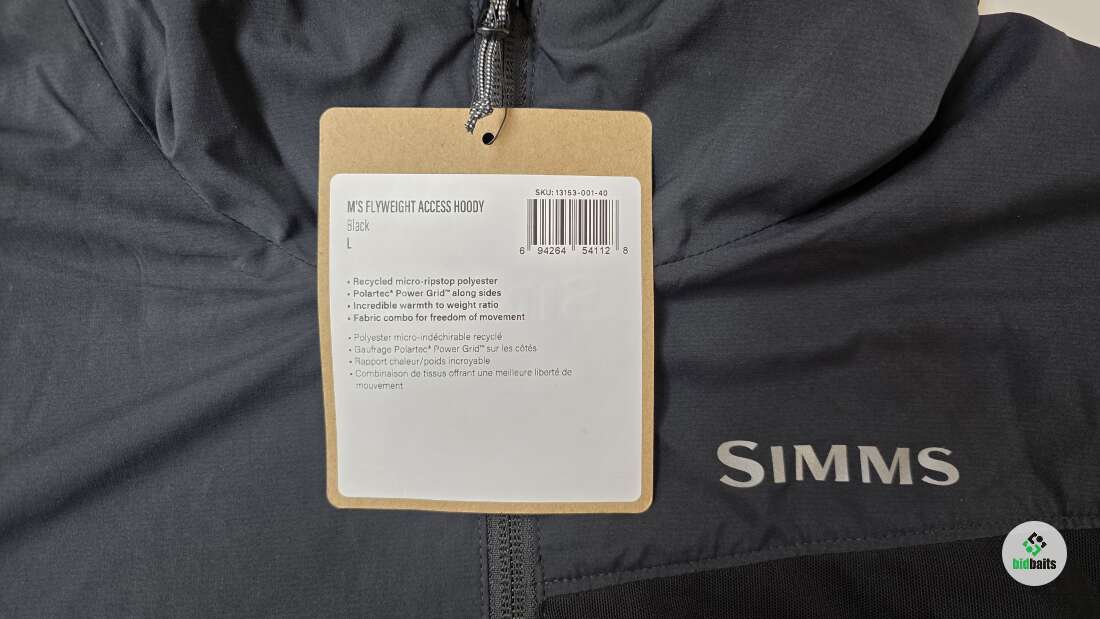 M'S FLYWEIGHT ACCESS HOODY
Black
L
SKU: 13153-001-40
6 94264 54112 8
• Recycled micro-ripstop polyester
• Polartec® Power Grid™ along sides
• Incredible warmth to weight ratio
• Fabric combo for freedom of movement
• Polyester micro-indéchirable recyclé
• Gaufrage Polartec® Power Grid™ sur les côtés
• Rapport chaleur/poids incroyable
• Combinaison de tissus offrant une meilleure liberté de
mouvement
SIMMS
bidbaits